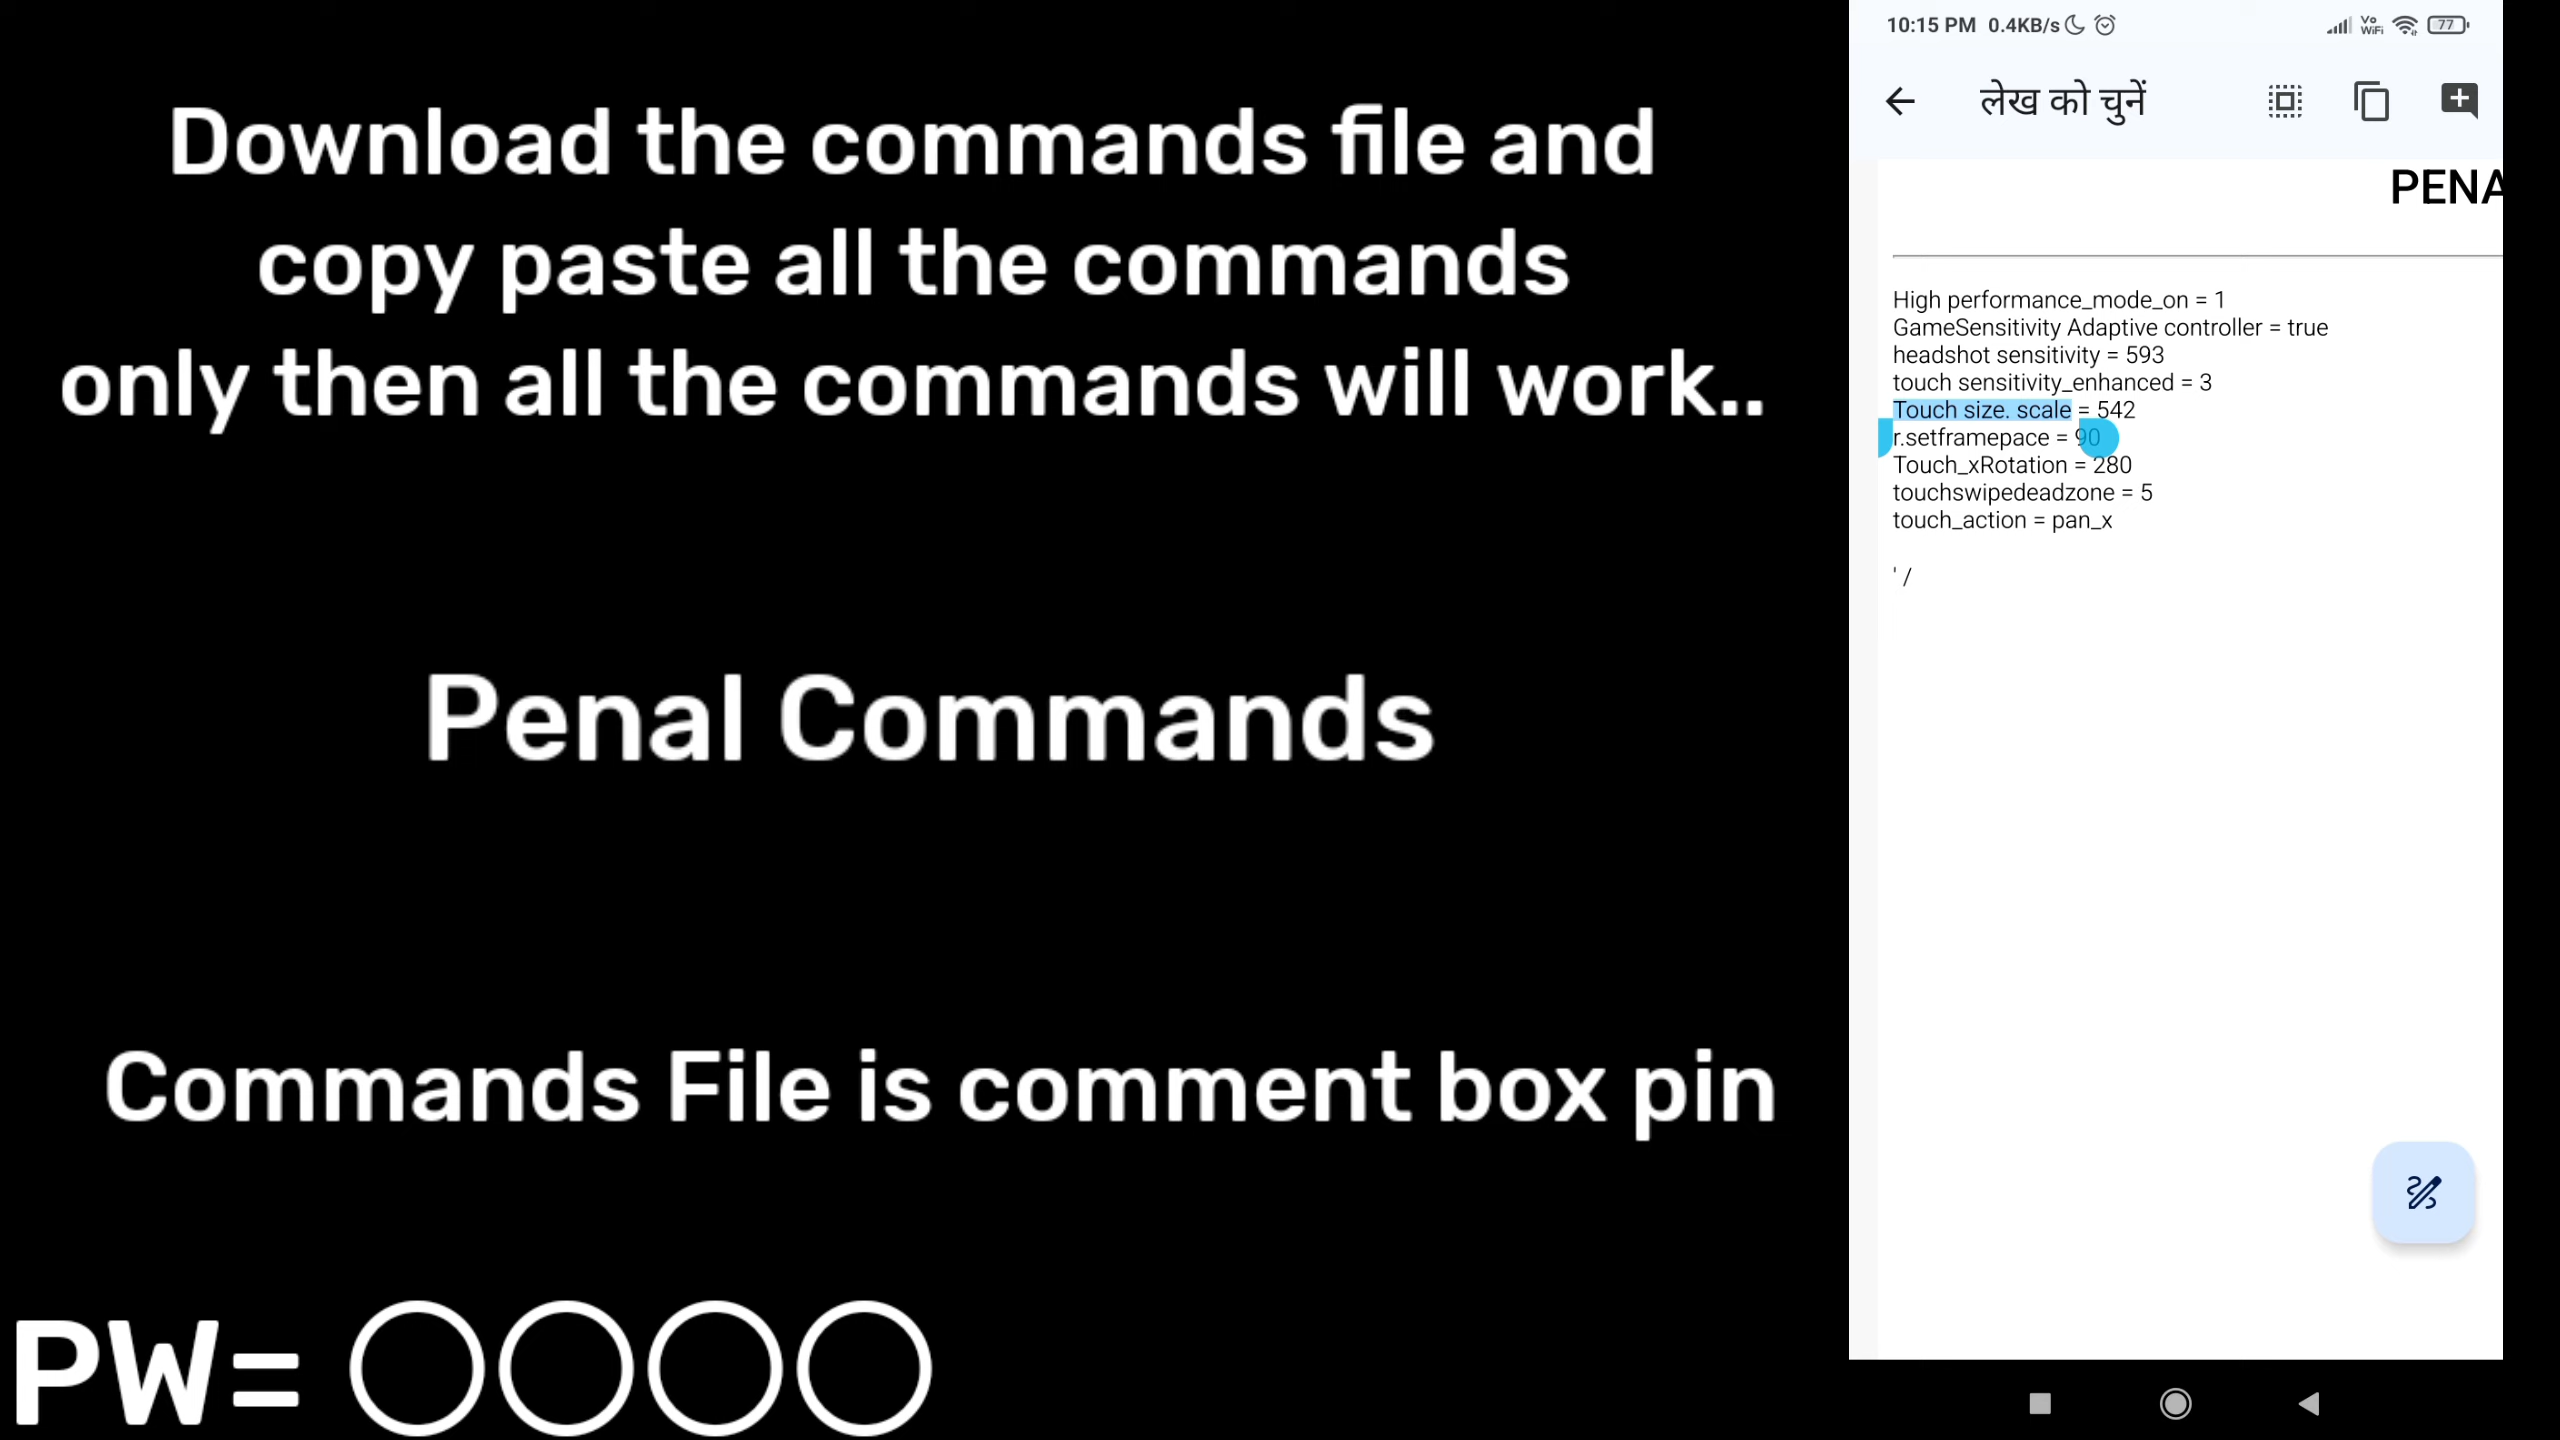 Download the commands file and
copy paste all the commands
only then all the commands will work..
Penal Commands
Commands File is comment box pin
PW=
10:15 PM 0.4KB/s
Vo WiFi
77
लेख को चुनें
PENA
High performance_mode_on = 1
GameSensitivity Adaptive controller = true
headshot sensitivity = 593
touch sensitivity_enhanced = 3
Touch size. scale = 542
r.setframepace = 90
Touch_xRotation = 280
touchswipedeadzone = 5
touch_action = pan_x
' /